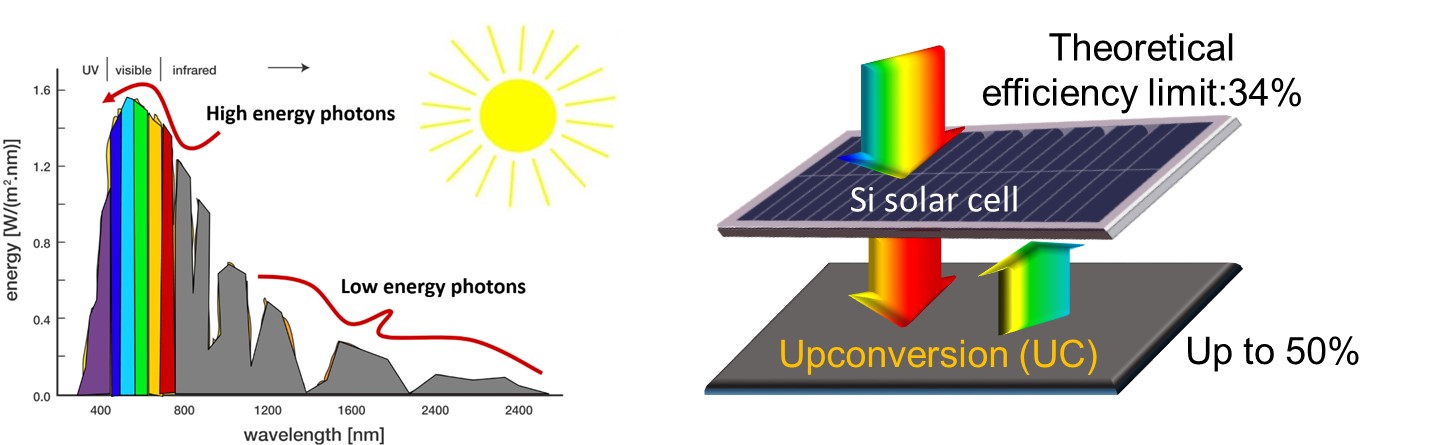 UV visible infrared
High energy photons
Low energy photons
energy [W/(m².nm)]
1.6
1.2
0.8
0.4
0.0
400 800 1200 1600 2400 2400
wavelength [nm]
Theoretical
efficiency limit:34%
Si solar cell
Upconversion (UC)
Up to 50%